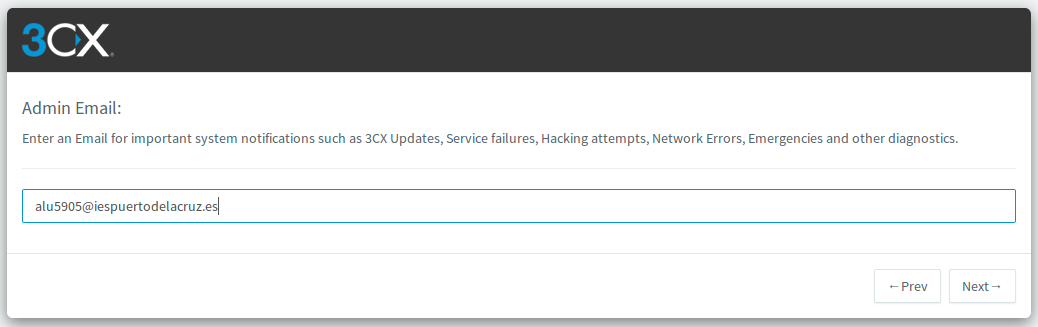 3CX
Admin Email:
Enter an Email for important system notifications such as 3CX Updates, Service failures, Hacking attempts, Network Errors, Emergencies and other diagnostics.
alu5905@iespuertodelacruz.es
←Prev Next→